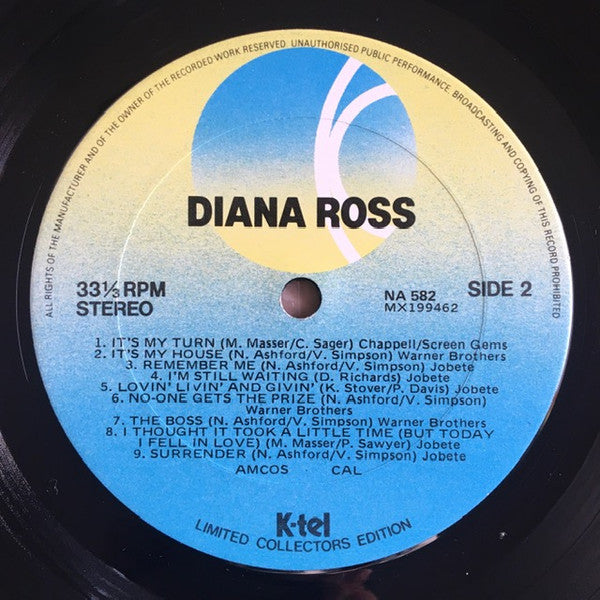 ALL RIGHTS OF THE MANUFACTURER AND OF THE OWNER OF THE RECORDED WORK RESERVED. UNAUTHORISED PUBLIC PERFORMANCE, BROADCASTING AND COPYING OF THIS RECORD PROHIBITED
DIANA ROSS
33⅓ RPM
STEREO
NA 582
MX199462
SIDE 2
1. IT'S MY TURN (M. Masser/C. Sager) Chappell/Screen Gems
2. IT'S MY HOUSE (N. Ashford/V. Simpson) Warner Brothers
3. REMEMBER ME (N. Ashford/V. Simpson) Jobete
4. I'M STILL WAITING (D. Richards) Jobete
5. LOVIN' LIVIN' AND GIVIN' (K. Stover/P. Davis) Jobete
6. NO-ONE GETS THE PRIZE (N. Ashford/V. Simpson)
Warner Brothers
7. THE BOSS (N. Ashford/V. Simpson) Warner Brothers
8. I THOUGHT IT TOOK A LITTLE TIME (BUT TODAY
I FELL IN LOVE) (M. Masser/P. Sawyer) Jobete
9. SURRENDER (N. Ashford/V. Simpson) Jobete
AMCOS · CAL
K-tel
LIMITED COLLECTORS EDITION